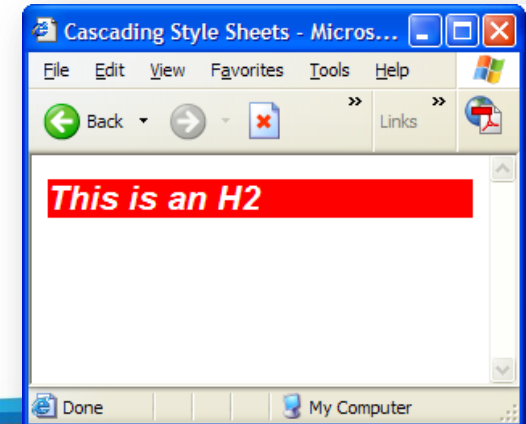 Cascading Style Sheets - Micros...
File Edit View Favorites Tools Help
Back » Links »
This is an H2
Done My Computer